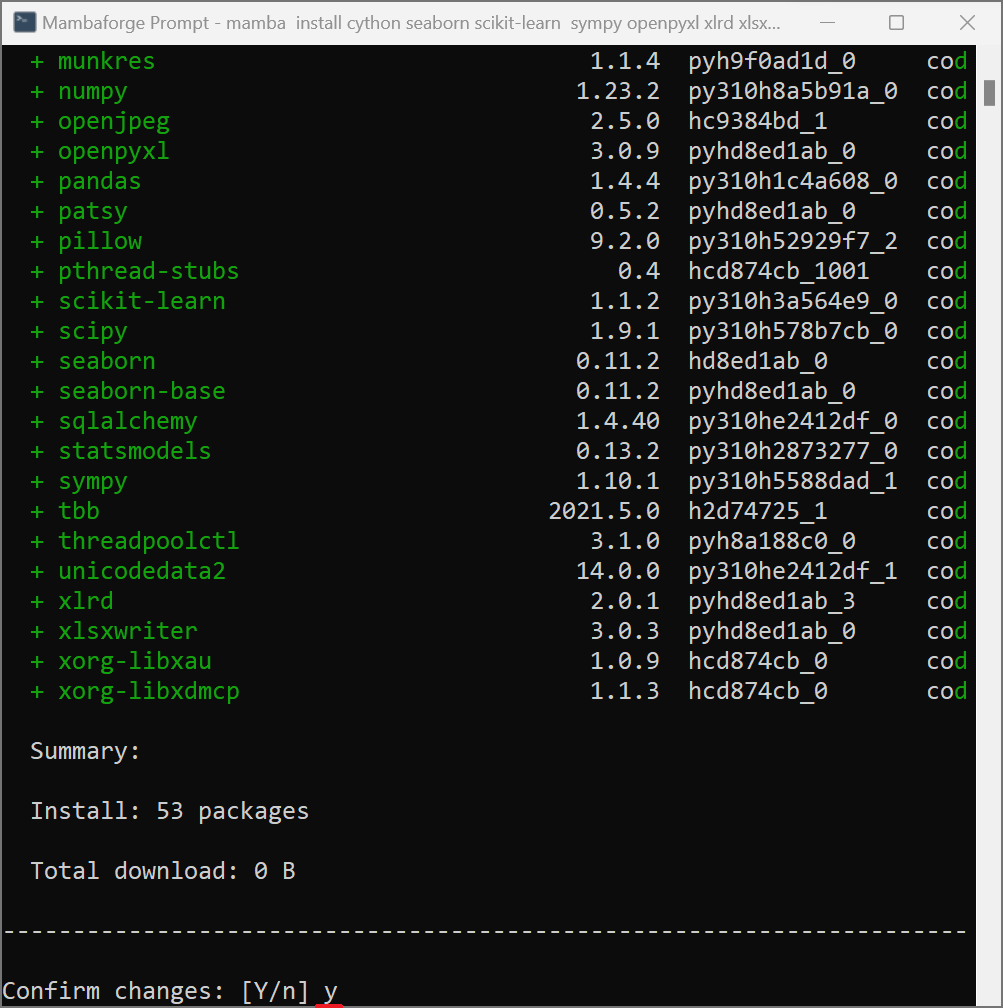 Mambaforge Prompt - mamba  install cython seaborn scikit-learn  sympy openpyxl xlrd xlsx...
+ munkres 1.1.4 pyh9f0ad1d_0 cod
+ numpy 1.23.2 py310h8a5b91a_0 cod
+ openjpeg 2.5.0 hc9384bd_1 cod
+ openpyxl 3.0.9 pyhd8ed1ab_0 cod
+ pandas 1.4.4 py310h1c4a608_0 cod
+ patsy 0.5.2 pyhd8ed1ab_0 cod
+ pillow 9.2.0 py310h52929f7_2 cod
+ pthread-stubs 0.4 hcd874cb_1001 cod
+ scikit-learn 1.1.2 py310h3a564e9_0 cod
+ scipy 1.9.1 py310h578b7cb_0 cod
+ seaborn 0.11.2 hd8ed1ab_0 cod
+ seaborn-base 0.11.2 pyhd8ed1ab_0 cod
+ sqlalchemy 1.4.40 py310he2412df_0 cod
+ statsmodels 0.13.2 py310h2873277_0 cod
+ sympy 1.10.1 py310h5588dad_1 cod
+ tbb 2021.5.0 h2d74725_1 cod
+ threadpoolctl 3.1.0 pyh8a188c0_0 cod
+ unicodedata2 14.0.0 py310he2412df_1 cod
+ xlrd 2.0.1 pyhd8ed1ab_3 cod
+ xlsxwriter 3.0.3 pyhd8ed1ab_0 cod
+ xorg-libxau 1.0.9 hcd874cb_0 cod
+ xorg-libxdmcp 1.1.3 hcd874cb_0 cod
Summary:
Install: 53 packages
Total download: 0 B
---------------------------------------------------------------------
Confirm changes: [Y/n] y